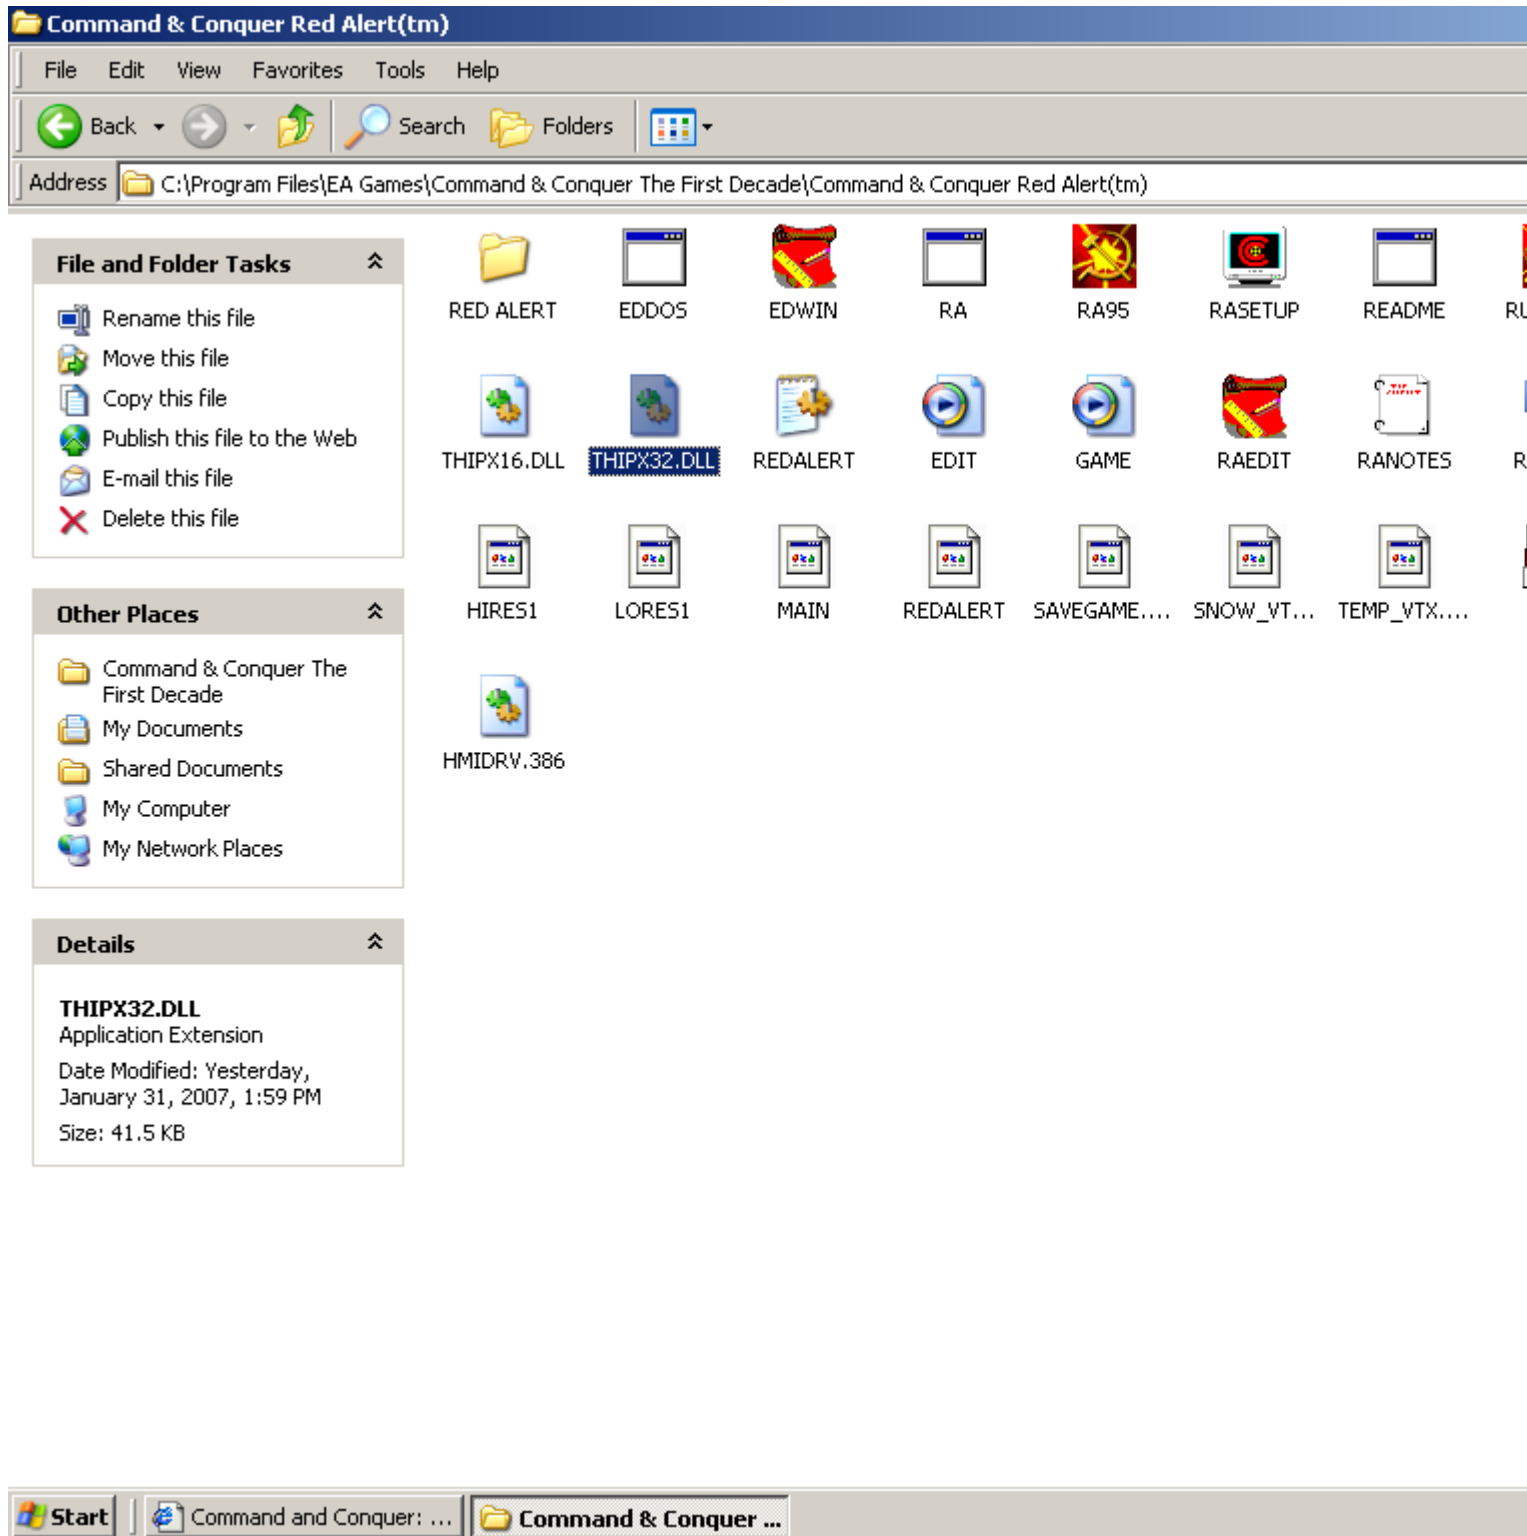 Command & Conquer Red Alert(tm)
File Edit View Favorites Tools Help
Back Search Folders
Address C:\Program Files\EA Games\Command & Conquer The First Decade\Command & Conquer Red Alert(tm)
File and Folder Tasks
Rename this file
Move this file
Copy this file
Publish this file to the Web
E-mail this file
Delete this file
Other Places
Command & Conquer The
First Decade
My Documents
Shared Documents
My Computer
My Network Places
Details
THIPX32.DLL
Application Extension
Date Modified: Yesterday,
January 31, 2007, 1:59 PM
Size: 41.5 KB
RED ALERT EDDOS EDWIN RA RA95 RASETUP README RU
THIPX16.DLL THIPX32.DLL REDALERT EDIT GAME RAEDIT RANOTES R
HIRES1 LORES1 MAIN REDALERT SAVEGAME.... SNOW_VT... TEMP_VTX....
HMIDRV.386
Start Command and Conquer: ... Command & Conquer ...